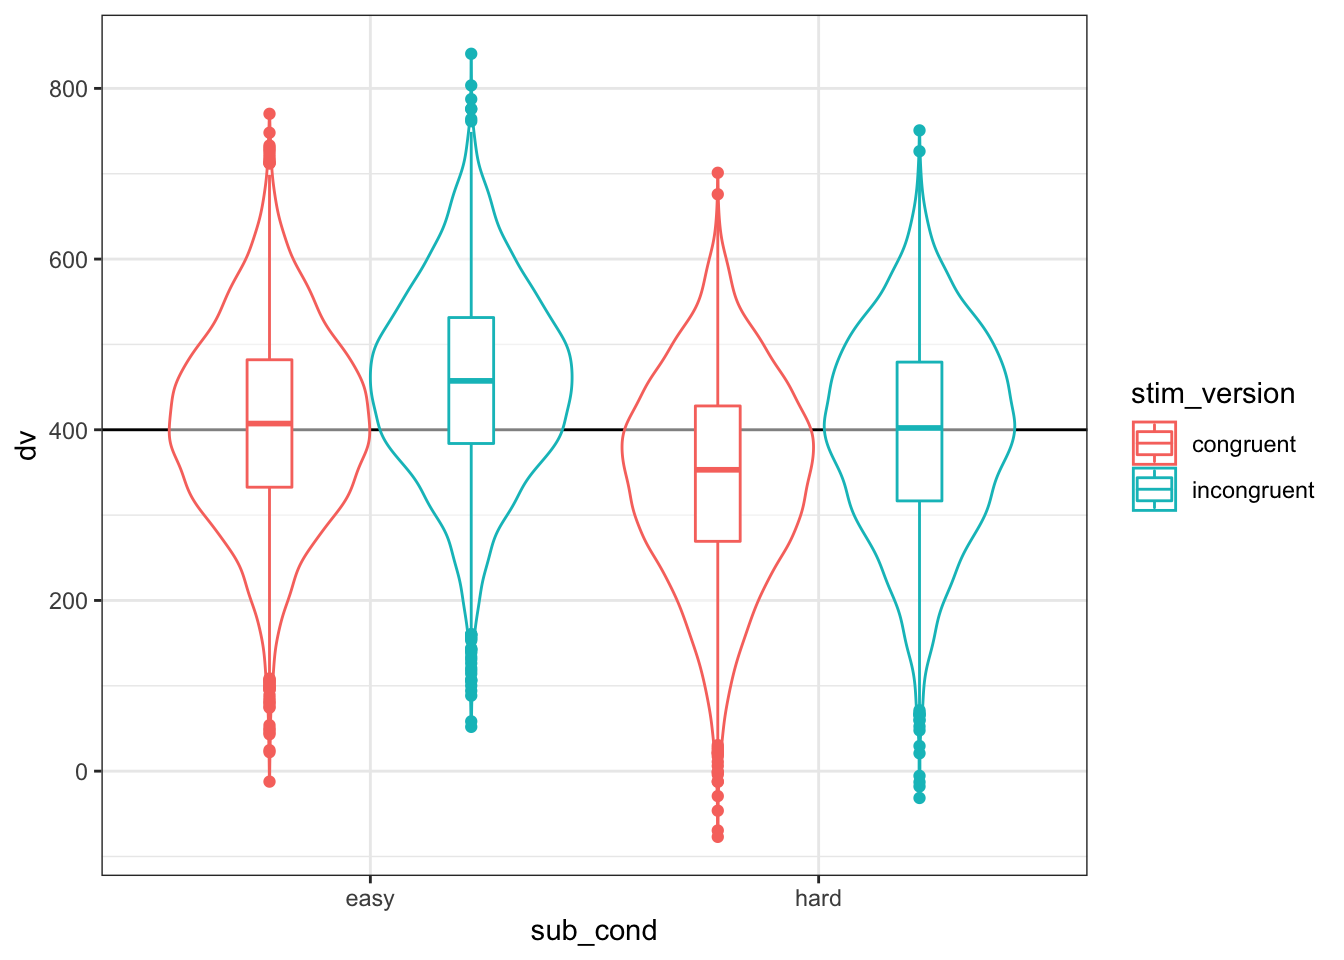 800
600
400
200
0
dv
easy
hard
sub_cond
stim_version
congruent
incongruent